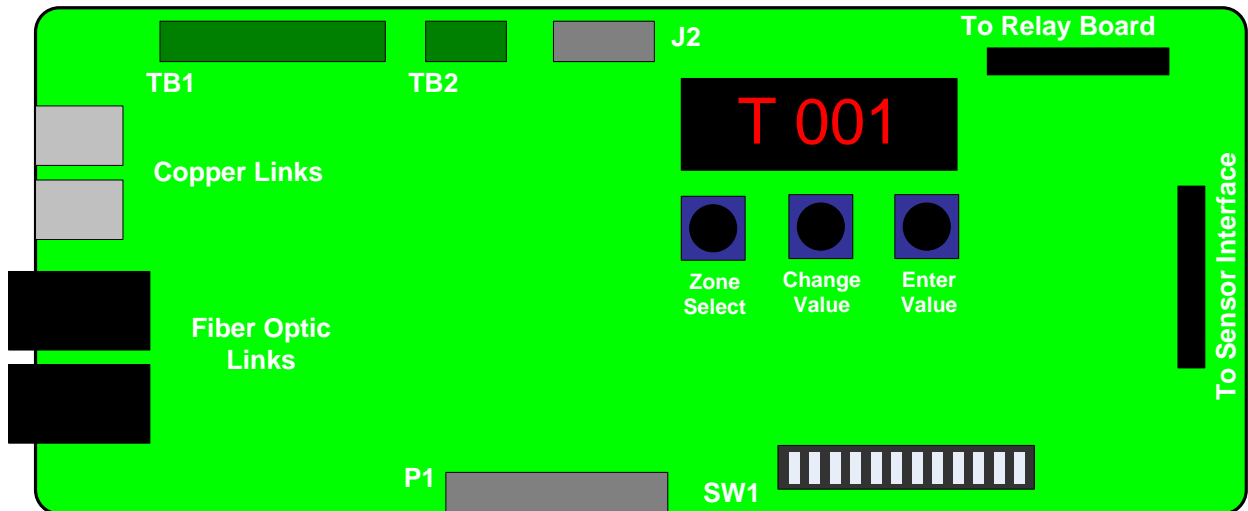 To Relay Board
J2
TB1
TB2
T 001
Copper Links
To Sensor Interface
Zone
Select
Change
Value
Enter
Value
Fiber Optic
Links
P1
SW1